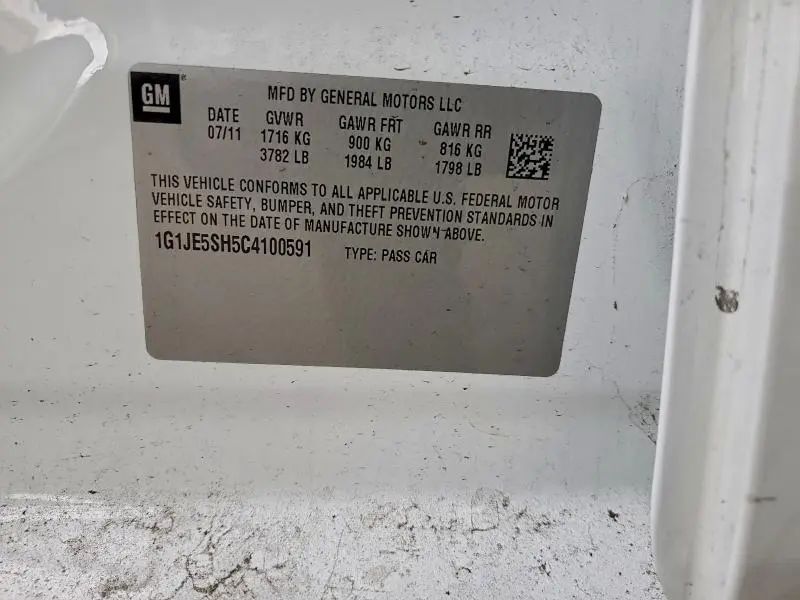 GM®
MFD BY GENERAL MOTORS LLC
DATE GVWR GAWR FRT GAWR RR
07/11 1716 KG 900 KG 816 KG
3782 LB 1984 LB 1798 LB
THIS VEHICLE CONFORMS TO ALL APPLICABLE U.S. FEDERAL MOTOR
VEHICLE SAFETY, BUMPER, AND THEFT PREVENTION STANDARDS IN
EFFECT ON THE DATE OF MANUFACTURE SHOWN ABOVE.
1G1JE5SH5C4100591 TYPE: PASS CAR